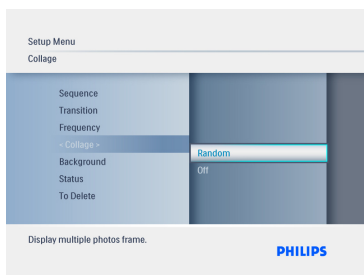 Setup Menu
Collage
Sequence
Transition
Frequency
< Collage >
Background
Status
To Delete
Random
Off
Display multiple photos frame.
PHILIPS